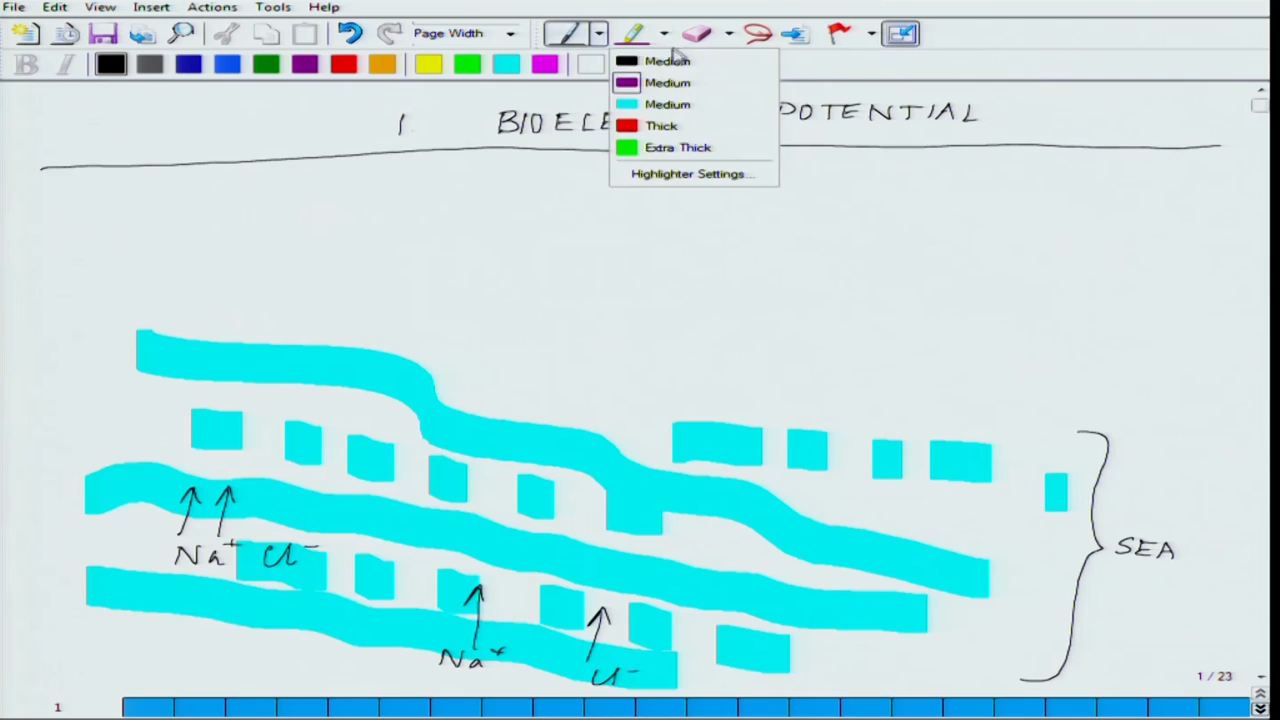 File Edit View Insert Actions Tools Help
Page Width
B I
Medium
Medium
Medium
Thick
Extra Thick
Highlighter Settings...
1. BIOELE POTENTIAL
SEA
Na+ Cl-
Na+
Cl-
1 / 23
1